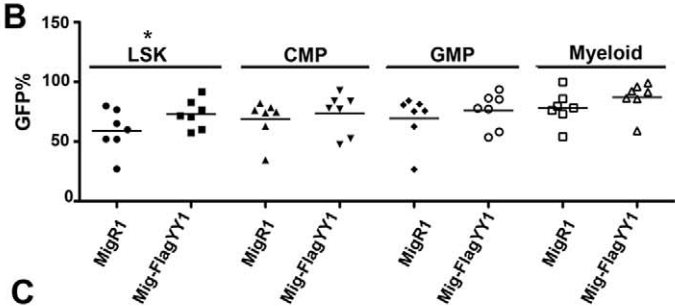 B
150
*
LSK CMP GMP Myeloid
100
GFP%
50
0
MigR1 Mig-FlagYY1 MigR1 Mig-FlagYY1 MigR1 Mig-FlagYY1 MigR1 Mig-FlagYY1
C